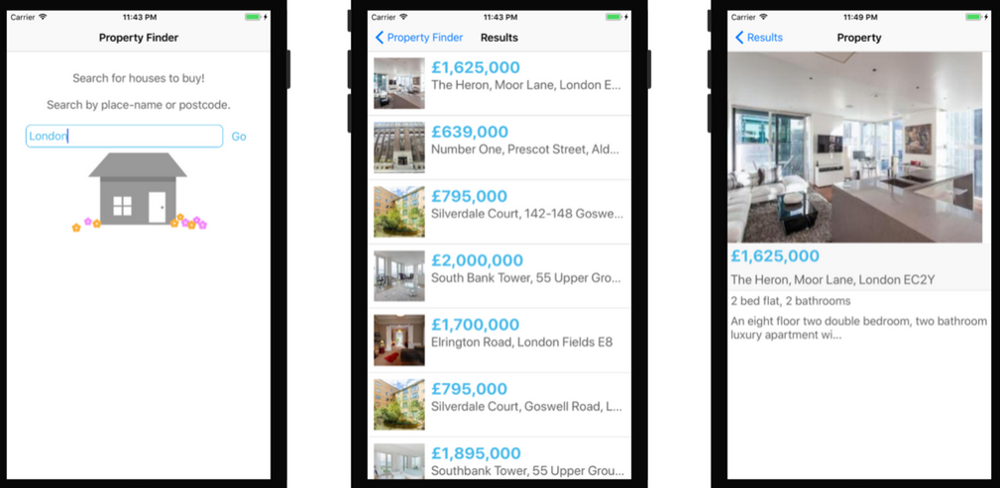 Carrier 11:43 PM
Property Finder
Search for houses to buy!
Search by place-name or postcode.
London Go
Carrier 11:43 PM
Property Finder Results
£1,625,000
The Heron, Moor Lane, London E...
£639,000
Number One, Prescot Street, Ald...
£795,000
Silverdale Court, 142-148 Goswe...
£2,000,000
South Bank Tower, 55 Upper Gro...
£1,700,000
Elrington Road, London Fields E8
£795,000
Silverdale Court, Goswell Road, L...
£1,895,000
Southbank Tower, 55 Upper Grou...
Carrier 11:49 PM
Results Property
£1,625,000
The Heron, Moor Lane, London EC2Y
2 bed flat, 2 bathrooms
An eight floor two double bedroom, two bathroom
luxury apartment wi...